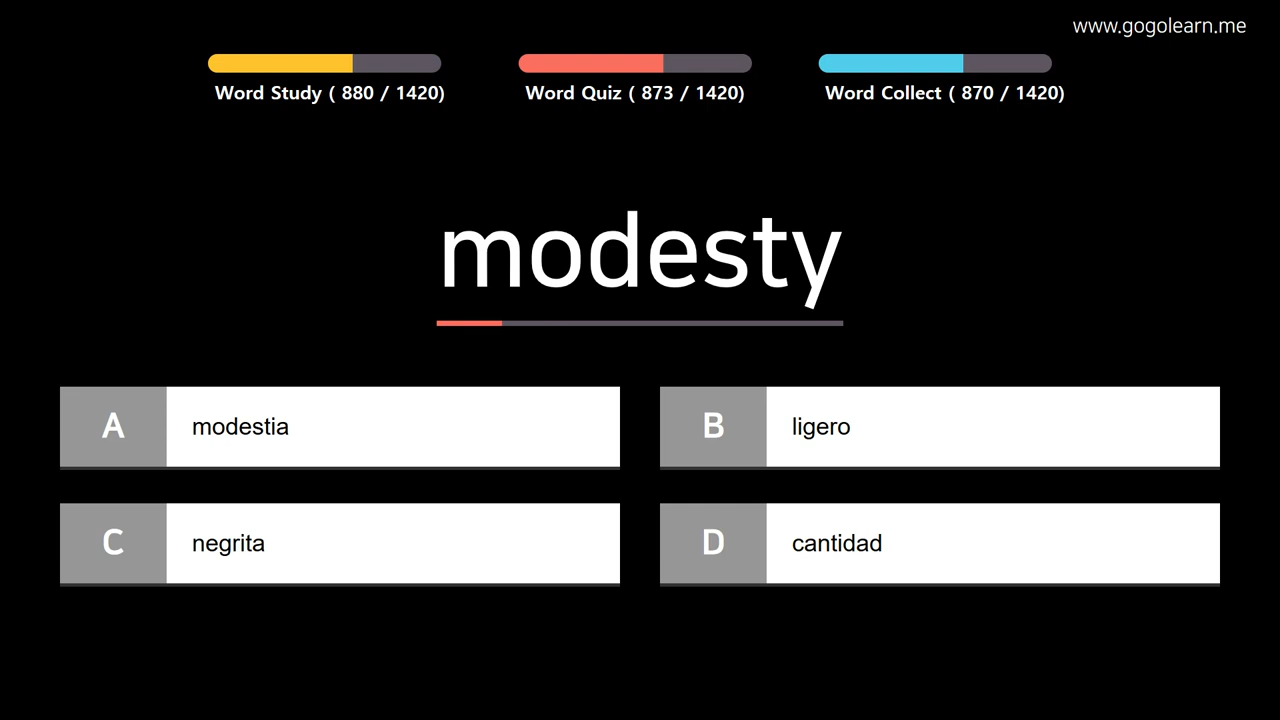 www.gogolearn.me
Word Study ( 880 / 1420)
Word Quiz ( 873 / 1420)
Word Collect ( 870 / 1420)
modesty
A modestia
B ligero
C negrita
D cantidad